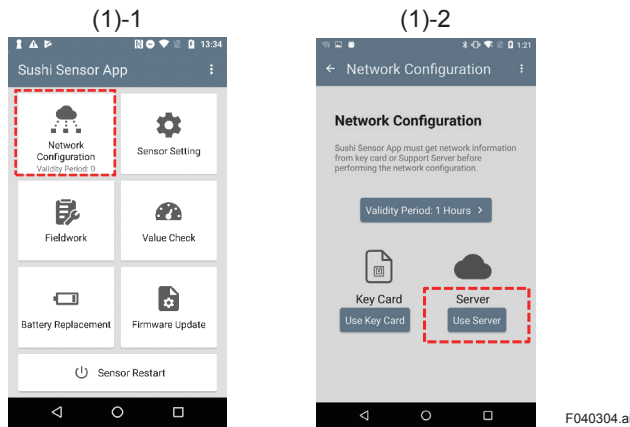 (1)-1
(1)-2
13:34
Sushi Sensor App
Network
Configuration
Validity Period: 0
Sensor Setting
Fieldwork
Value Check
Battery Replacement
Firmware Update
Sensor Restart
1:21
Network Configuration
Network Configuration
Sushi Sensor App must get network information
from key card or Support Server before
performing the network configuration.
Validity Period: 1 Hours >
Key Card
Server
Use Key Card
Use Server
F040304.ai